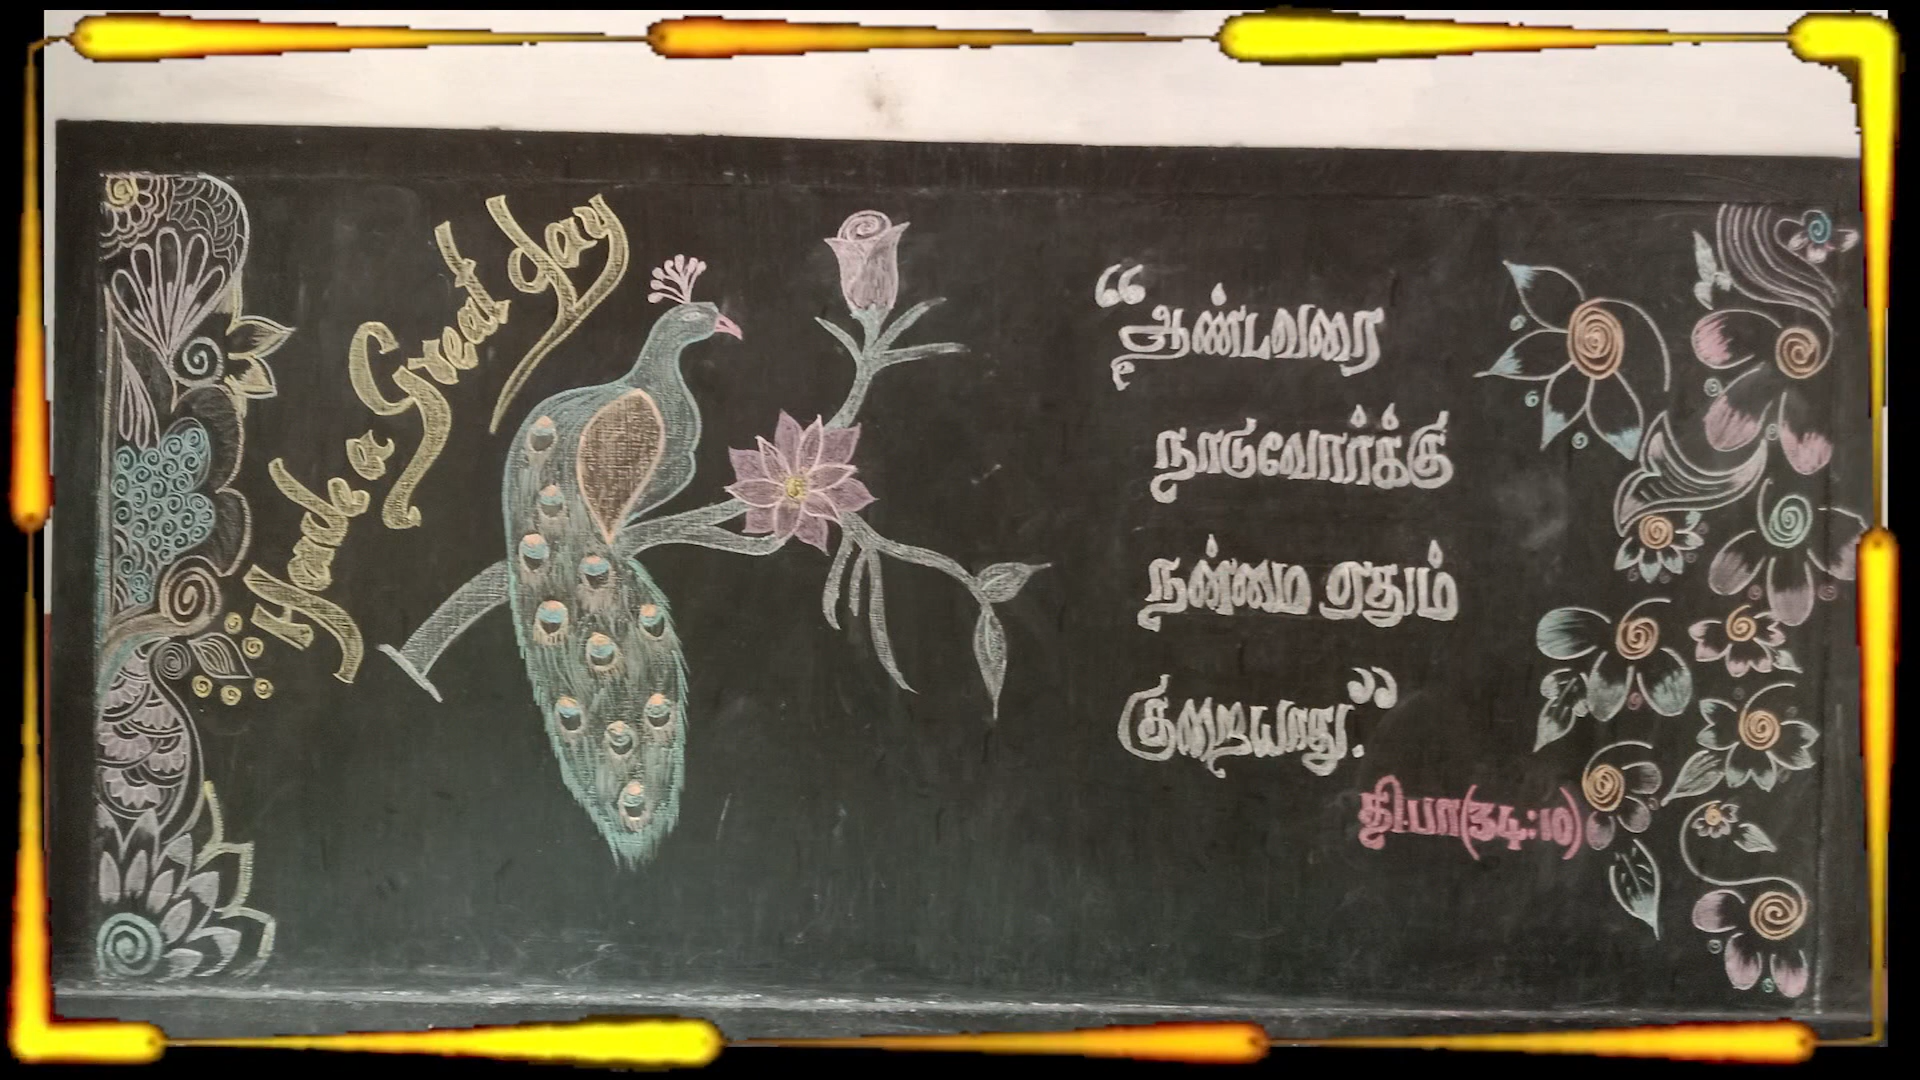 Have a Great day
“ஆண்டவரை
நாடுவோர்க்கு
நன்மை ஏதும்
குறையாது.”
தி.பா(34:10)